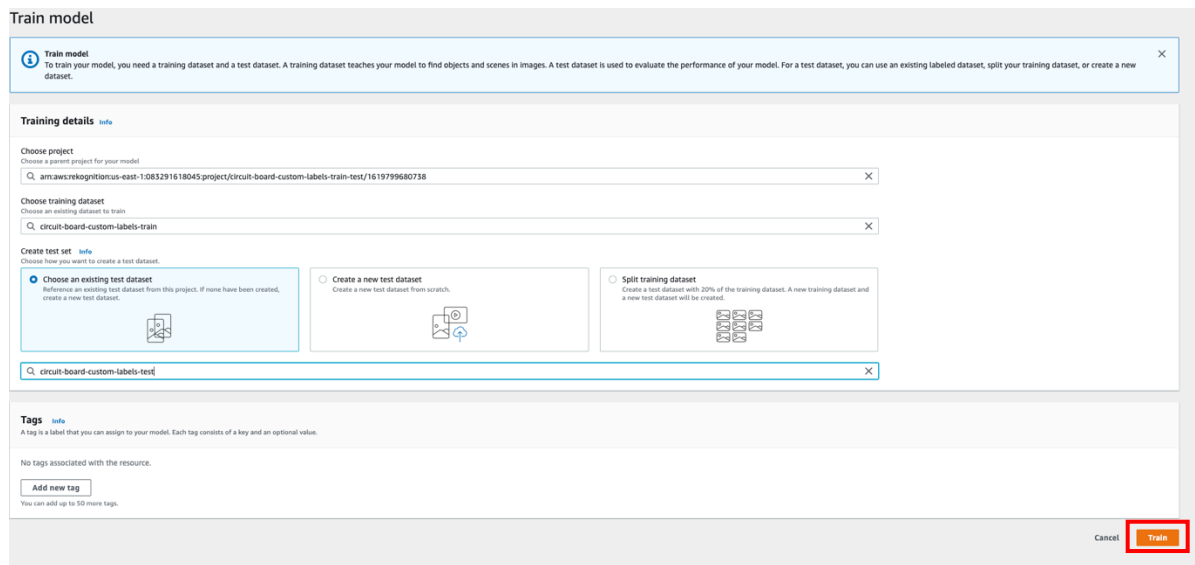 Train model
Train model
To train your model, you need a training dataset and a test dataset. A training dataset teaches your model to find objects and scenes in images. A test dataset is used to evaluate the performance of your model. For a test dataset, you can use an existing labeled dataset, split your training dataset, or create a new
dataset.
Training details Info
Choose project
Choose a parent project for your model
arn:aws:rekognition:us-east-1:083291618045:project/circuit-board-custom-labels-train-test/1619799680738
Choose training dataset
Choose an existing dataset to train
circuit-board-custom-labels-train
Create test set Info
Choose how you want to create a test dataset.
Choose an existing test dataset
Reference an existing test dataset from this project. If none have been created,
create a new test dataset.
Create a new test dataset
Create a new test dataset from scratch.
Split training dataset
Create a test dataset with 20% of the training dataset. A new training dataset and
a new test dataset will be created.
circuit-board-custom-labels-test
Tags Info
A tag is a label that you can assign to your model. Each tag consists of a key and an optional value.
No tags associated with the resource.
Add new tag
You can add up to 50 more tags.
Cancel Train